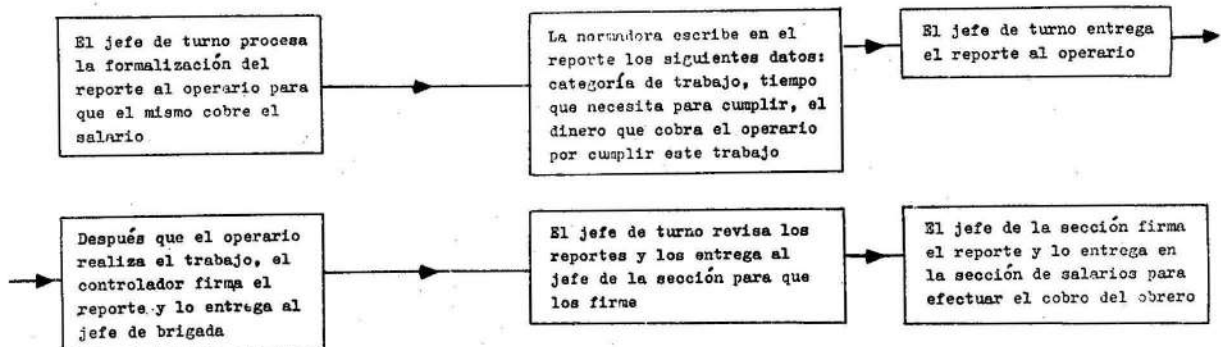 El jefe de turno procesa
la formalización del
reporte al operario para
que el mismo cobre el
salario
La normadora escribe en el
reporte los siguientes datos:
categoría de trabajo, tiempo
que necesita para cumplir, el
dinero que cobra el operario
por cumplir este trabajo
El jefe de turno entrega
el reporte al operario
Después que el operario
realiza el trabajo, el
controlador firma el
reporte y lo entrega al
jefe de brigada
El jefe de turno revisa los
reportes y los entrega al
jefe de la sección para que
los firme
El jefe de la sección firma
el reporte y lo entrega en
la sección de salarios para
efectuar el cobro del obrero